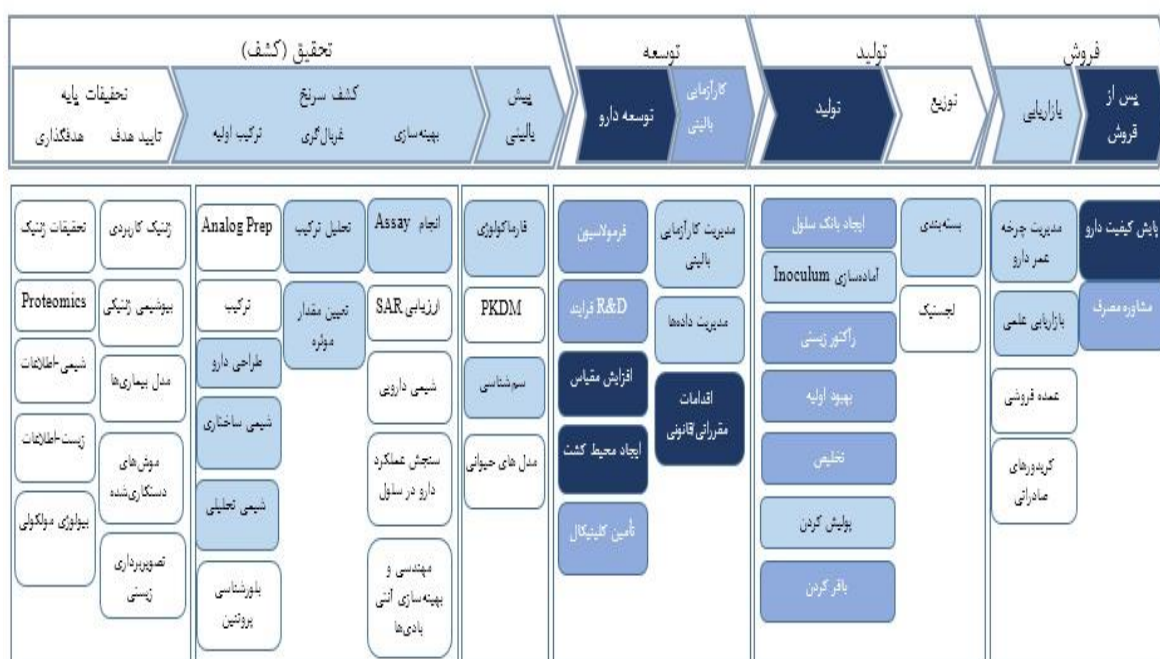 تحقیق (کشف)
توسعه
تولید
فروش
تحقیقات پایه
هدفگذاری
تایید هدف
کشف سرنخ
ترکیب اولیه
غربال‌گری
بهینه‌سازی
پیش
بالینی
توسعه دارو
کارآزمایی
بالینی
تولید
توزیع
بازاریابی
پس از
فروش
تحقیقات ژنتیک
Proteomics
شیمی-اطلاعات
زیست-اطلاعات
بیولوژی مولکولی
ژنتیک کاربردی
بیوشیمی ژنتیکی
مدل بیماری‌ها
موش‌های
دستکاری‌شده
تصویربرداری
زیستی
Analog Prep
ترکیب
طراحی دارو
شیمی ساختاری
شیمی تحلیلی
بلورشناسی
پروتئین
تحلیل ترکیب
تعیین مقدار
موثره
انجام Assay
ارزیابی SAR
شیمی دارویی
سنجش عملکرد
دارو در سلول
مهندسی و
بهینه‌سازی آنتی
بادی‌ها
فارماکولوژی
PKDM
سم‌شناسی
مدل های حیوانی
فرمولاسیون
R&D فرایند
افزایش مقیاس
ایجاد محیط کشت
تأمین کلینیکال
مدیریت کارآزمایی
بالینی
مدیریت داده‌ها
اقدامات
مقرراتی/قانونی
ایجاد بانک سلول
آماده‌سازی Inoculum
رآکتور زیستی
بهبود اولیه
تخلیص
پولیش کردن
بافر کردن
بسته‌بندی
لجستیک
مدیریت چرخه
عمر دارو
بازاریابی علمی
عمده فروشی
کریدورهای
صادراتی
پایش کیفیت دارو
مشاوره مصرف